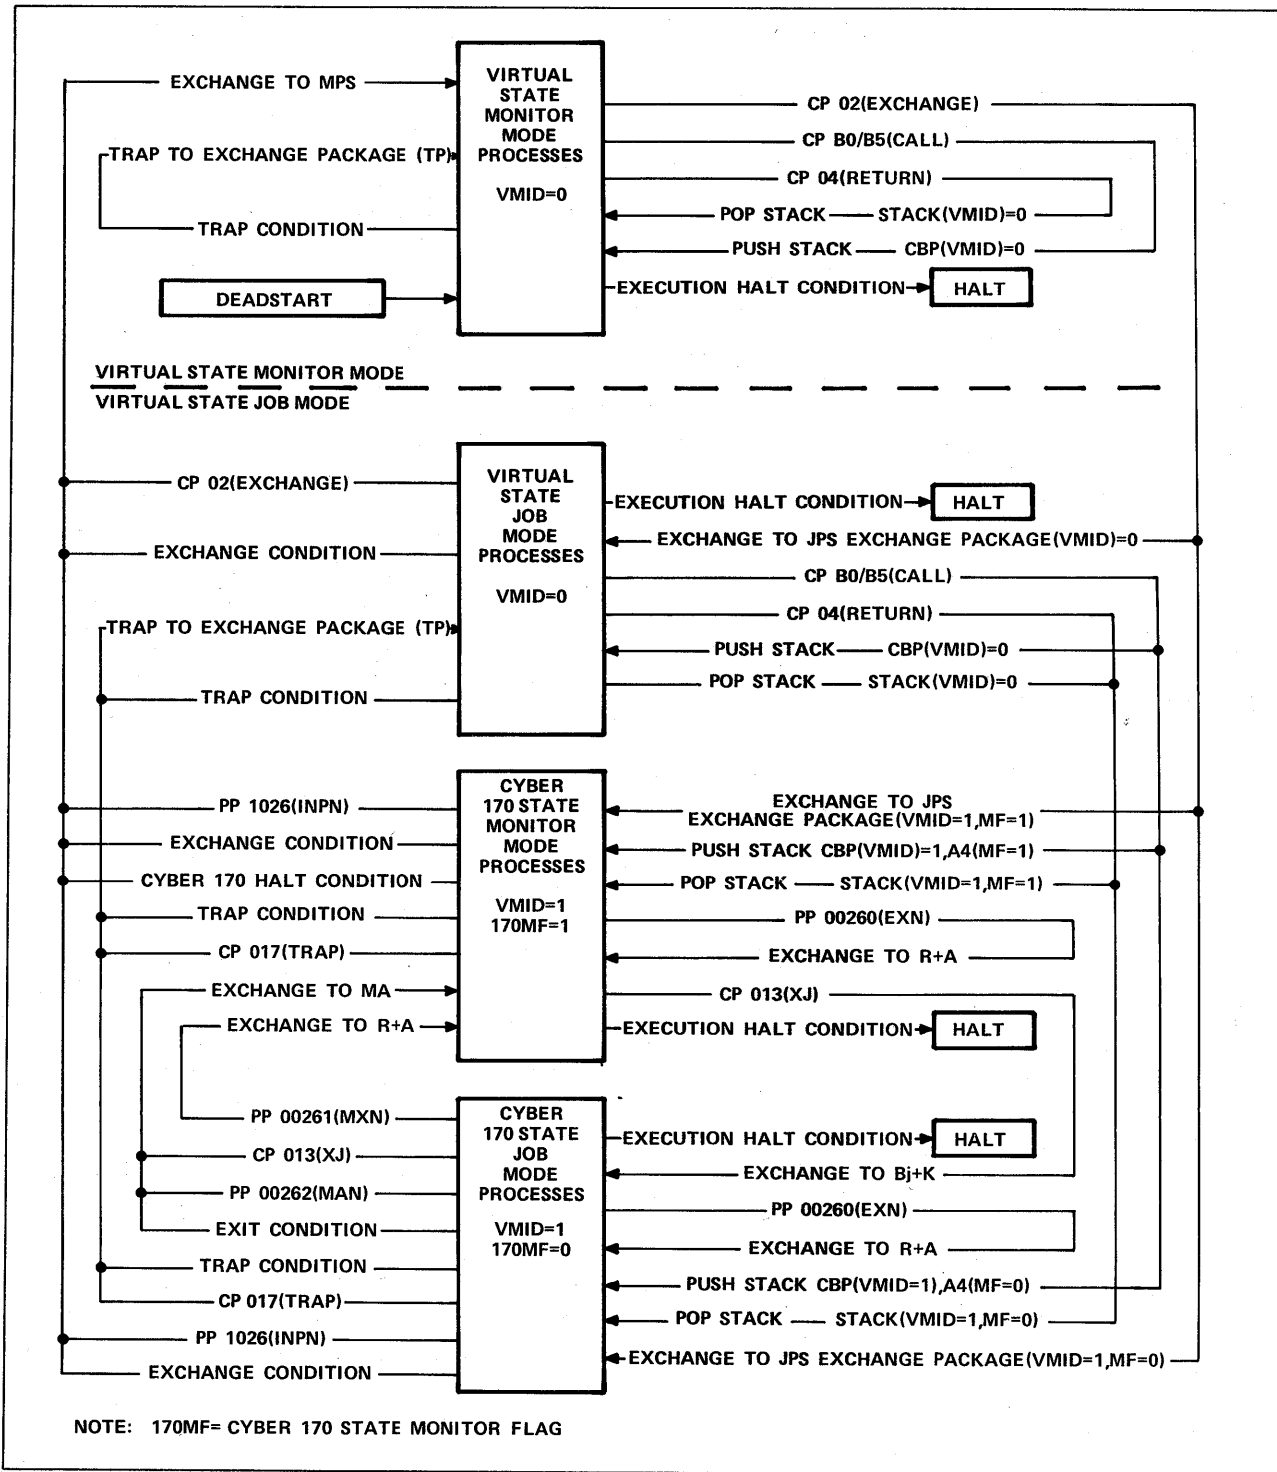 EXCHANGE TO MPS
TRAP TO EXCHANGE PACKAGE (TP)
TRAP CONDITION
DEADSTART
VIRTUAL
STATE
MONITOR
MODE
PROCESSES
VMID=0
CP 02(EXCHANGE)
CP B0/B5(CALL)
CP 04(RETURN)
POP STACK STACK(VMID)=0
PUSH STACK CBP(VMID)=0
EXECUTION HALT CONDITION HALT
VIRTUAL STATE MONITOR MODE
VIRTUAL STATE JOB MODE
CP 02(EXCHANGE)
EXCHANGE CONDITION
TRAP TO EXCHANGE PACKAGE (TP)
TRAP CONDITION
VIRTUAL
STATE
JOB
MODE
PROCESSES
VMID=0
EXECUTION HALT CONDITION HALT
EXCHANGE TO JPS EXCHANGE PACKAGE(VMID)=0
CP B0/B5(CALL)
CP 04(RETURN)
PUSH STACK CBP(VMID)=0
POP STACK STACK(VMID)=0
PP 1026(INPN)
EXCHANGE CONDITION
CYBER 170 HALT CONDITION
TRAP CONDITION
CP 017(TRAP)
EXCHANGE TO MA
EXCHANGE TO R+A
CYBER
170 STATE
MONITOR
MODE
PROCESSES
VMID=1
170MF=1
EXCHANGE TO JPS
EXCHANGE PACKAGE(VMID=1,MF=1)
PUSH STACK CBP(VMID)=1,A4(MF=1)
POP STACK STACK(VMID=1,MF=1)
PP 00260(EXN)
EXCHANGE TO R+A
CP 013(XJ)
EXECUTION HALT CONDITION HALT
PP 00261(MXN)
CP 013(XJ)
PP 00262(MAN)
EXIT CONDITION
TRAP CONDITION
CP 017(TRAP)
PP 1026(INPN)
EXCHANGE CONDITION
CYBER
170 STATE
JOB
MODE
PROCESSES
VMID=1
170MF=0
EXECUTION HALT CONDITION HALT
EXCHANGE TO Bj+K
PP 00260(EXN)
EXCHANGE TO R+A
PUSH STACK CBP(VMID=1),A4(MF=0)
POP STACK STACK(VMID=1,MF=0)
EXCHANGE TO JPS EXCHANGE PACKAGE(VMID=1,MF=0)
NOTE: 170MF= CYBER 170 STATE MONITOR FLAG